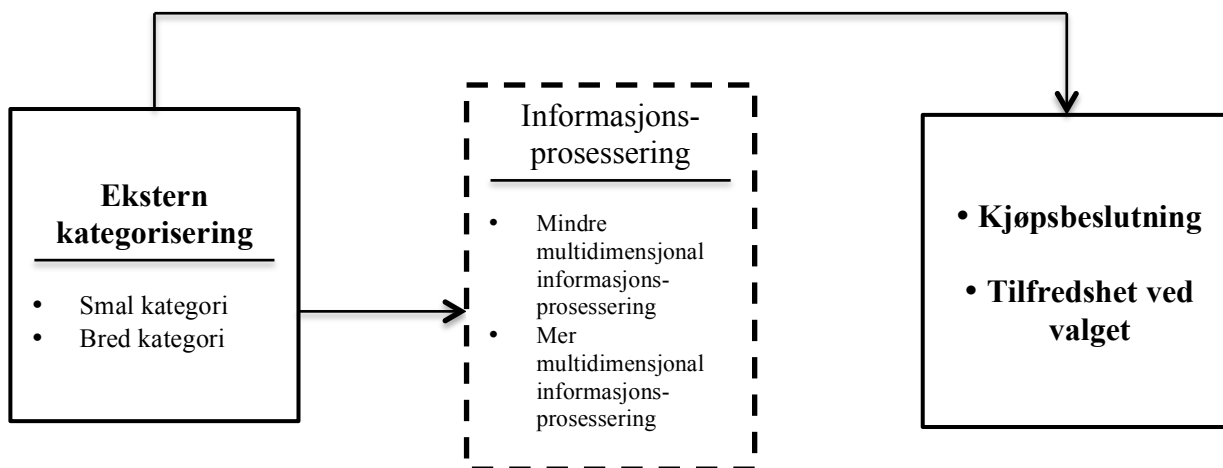 Ekstern
kategorisering
• Smal kategori
• Bred kategori
Informasjons-
prosessering
• Mindre
multidimensjonal
informasjons-
prosessering
• Mer
multidimensjonal
informasjons-
prosessering
• Kjøpsbeslutning
• Tilfredshet ved
valget